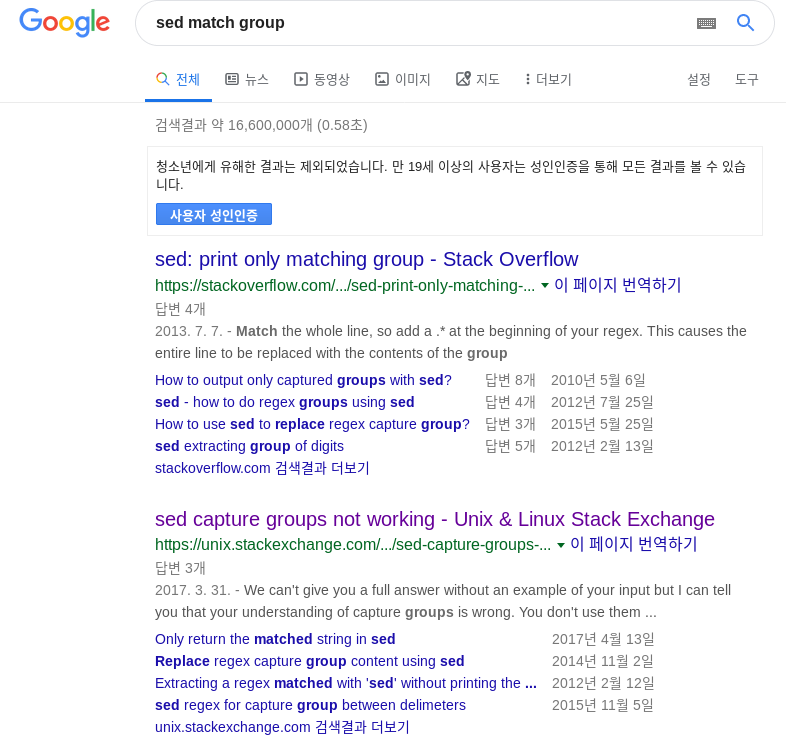 Google
sed match group
전체 뉴스 동영상 이미지 지도 더보기 설정 도구
검색결과 약 16,600,000개 (0.58초)
청소년에게 유해한 결과는 제외되었습니다. 만 19세 이상의 사용자는 성인인증을 통해 모든 결과를 볼 수 있습
니다.
사용자 성인인증
sed: print only matching group - Stack Overflow
https://stackoverflow.com/.../sed-print-only-matching-... 이 페이지 번역하기
답변 4개
2013. 7. 7. - Match the whole line, so add a .* at the beginning of your regex. This causes the
entire line to be replaced with the contents of the group
How to output only captured groups with sed? 답변 8개 2010년 5월 6일
sed - how to do regex groups using sed 답변 4개 2012년 7월 25일
How to use sed to replace regex capture group? 답변 3개 2015년 5월 25일
sed extracting group of digits 답변 5개 2012년 2월 13일
stackoverflow.com 검색결과 더보기
sed capture groups not working - Unix & Linux Stack Exchange
https://unix.stackexchange.com/.../sed-capture-groups-... 이 페이지 번역하기
답변 3개
2017. 3. 31. - We can't give you a full answer without an example of your input but I can tell
you that your understanding of capture groups is wrong. You don't use them ...
Only return the matched string in sed 2017년 4월 13일
Replace regex capture group content using sed 2014년 11월 2일
Extracting a regex matched with 'sed' without printing the ... 2012년 2월 12일
sed regex for capture group between delimeters 2015년 11월 5일
unix.stackexchange.com 검색결과 더보기